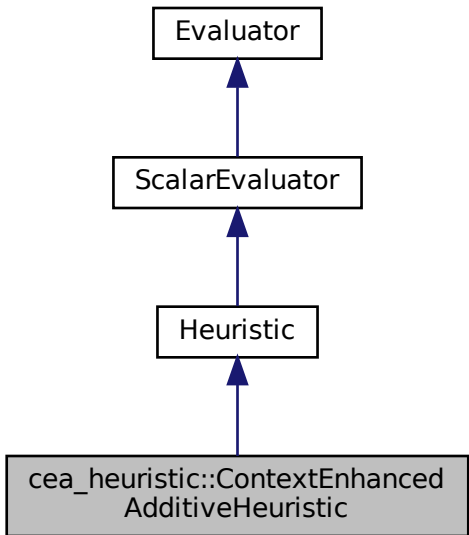 Evaluator
ScalarEvaluator
Heuristic
cea_heuristic::ContextEnhanced
AdditiveHeuristic